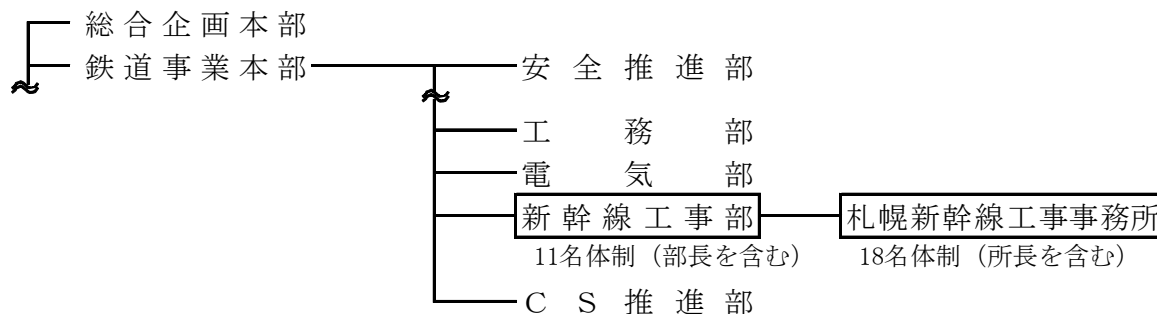 総合企画本部
鉄道事業本部 安全推進部
工務部
電気部
新幹線工事部 札幌新幹線工事事務所
11名体制（部長を含む） 18名体制（所長を含む）
ＣＳ推進部